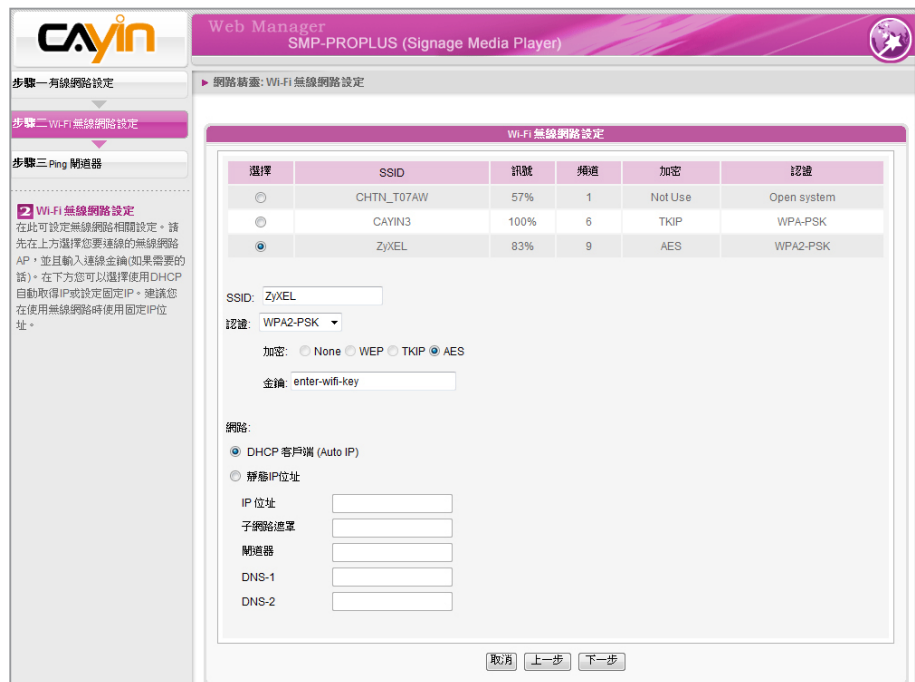 CAYIN
Web Manager
SMP-PROPLUS (Signage Media Player)
步驟一 有線網路設定
步驟二 Wi-Fi 無線網路設定
步驟三 Ping 閘道器
2 Wi-Fi 無線網路設定
在此可設定無線網路相關設定。請
先在上方選擇您要連線的無線網路
AP，並且輸入連線金鑰(如果需要的
話)。在下方您可以選擇使用DHCP
自動取得IP或設定固定IP。建議您
在使用無線網路時使用固定IP位
址。
網路精靈: Wi-Fi 無線網路設定
Wi-Fi 無線網路設定
選擇 SSID 訊號 頻道 加密 認證
CHTN_T07AW 57% 1 Not Use Open system
CAYIN3 100% 6 TKIP WPA-PSK
ZyXEL 83% 9 AES WPA2-PSK
SSID: ZyXEL
認證: WPA2-PSK
加密: None WEP TKIP AES
金鑰: enter-wifi-key
網路:
DHCP 客戶端 (Auto IP)
靜態IP位址
IP 位址
子網路遮罩
閘道器
DNS-1
DNS-2
取消 上一步 下一步